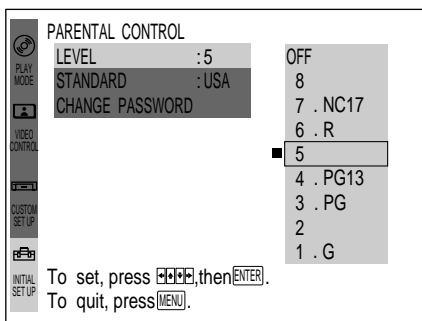 PARENTAL CONTROL
LEVEL : 5
STANDARD : USA
CHANGE PASSWORD
OFF
8
7 . NC17
6 . R
5
4 . PG13
3 . PG
2
1 . G
PLAY
MODE
VIDEO
CONTROL
CUSTOM
SET UP
INITIAL
SET UP
To set, press ,then ENTER.
To quit, press MENU.